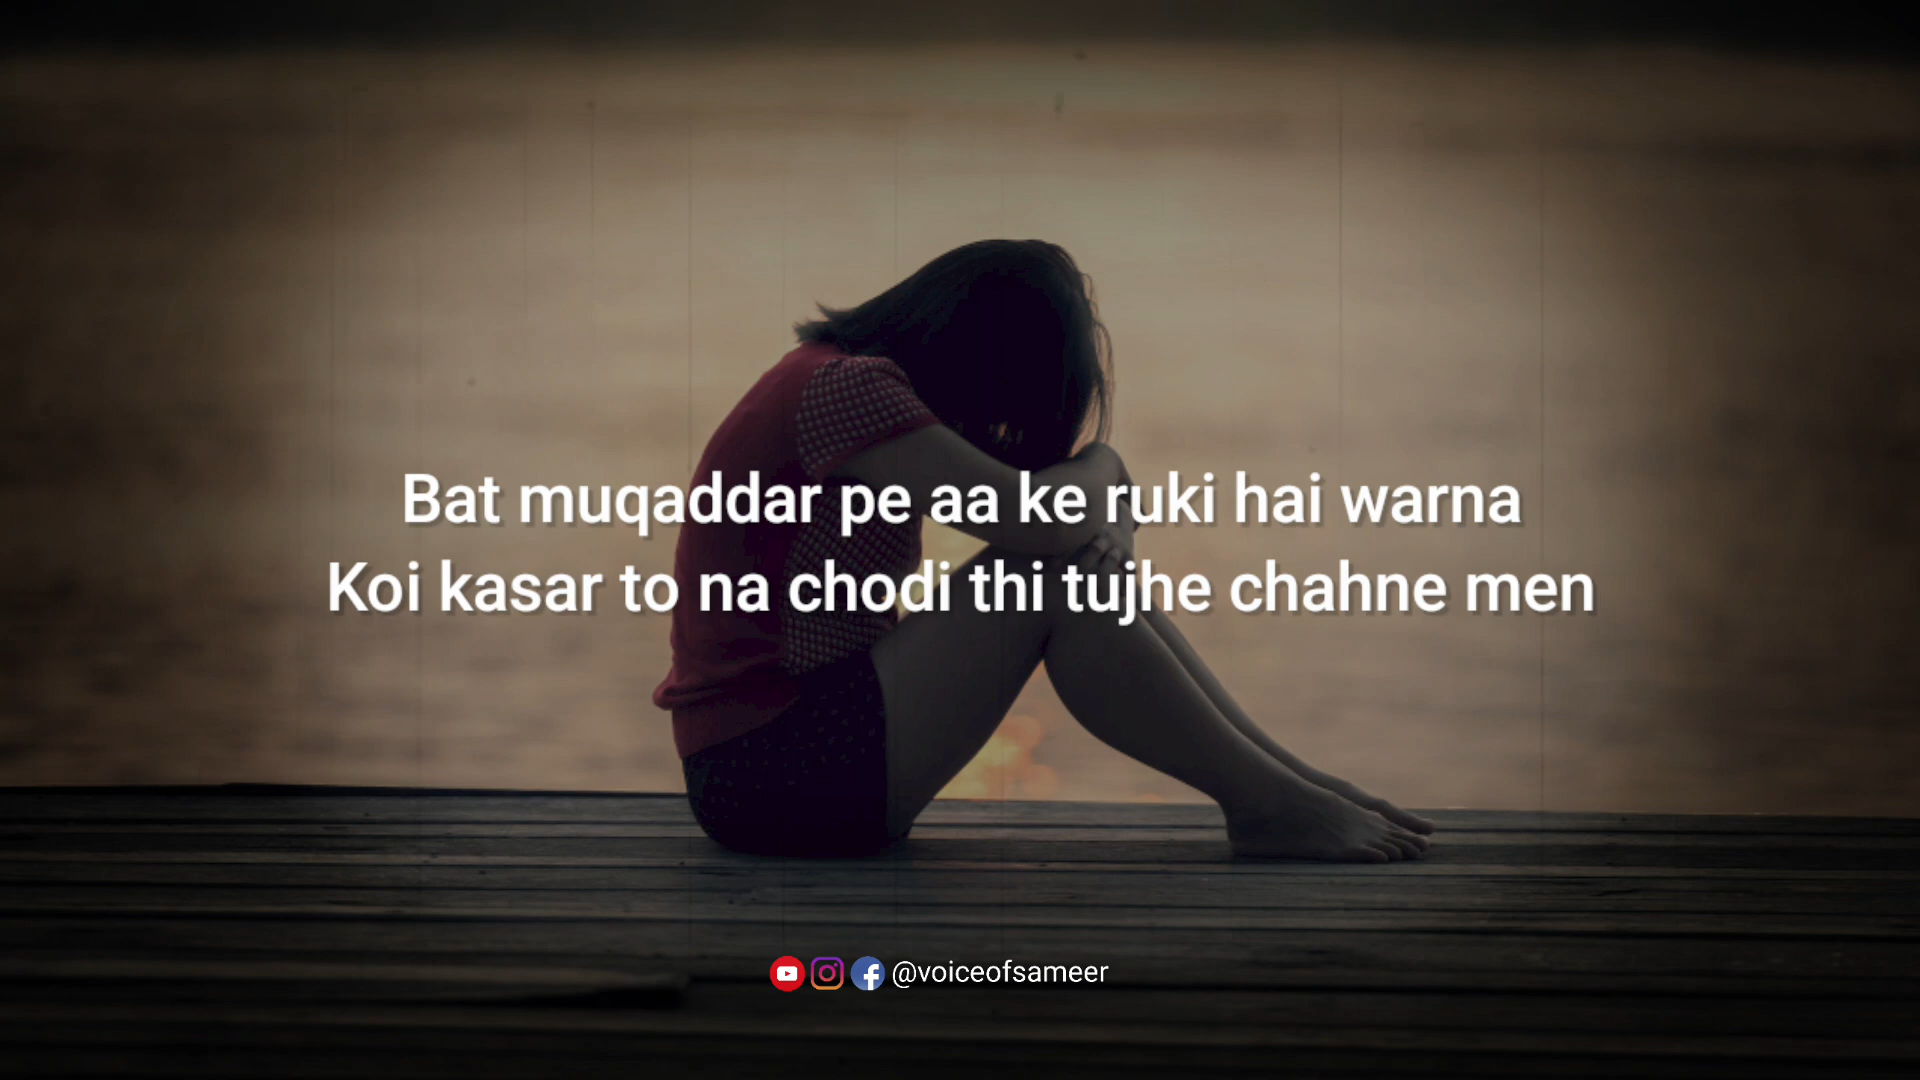 Bat muqaddar pe aa ke ruki hai warna
Koi kasar to na chodi thi tujhe chahne men
@voiceofsameer